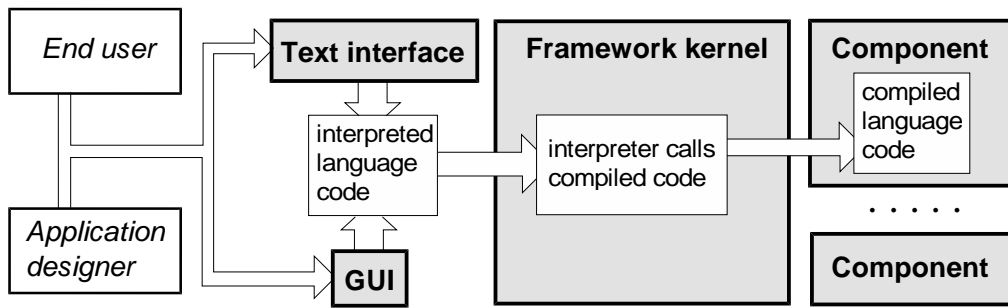 End user
Application
designer
Text interface
interpreted
language
code
GUI
Framework kernel
interpreter calls
compiled code
Component
compiled
language
code
. . . . .
Component